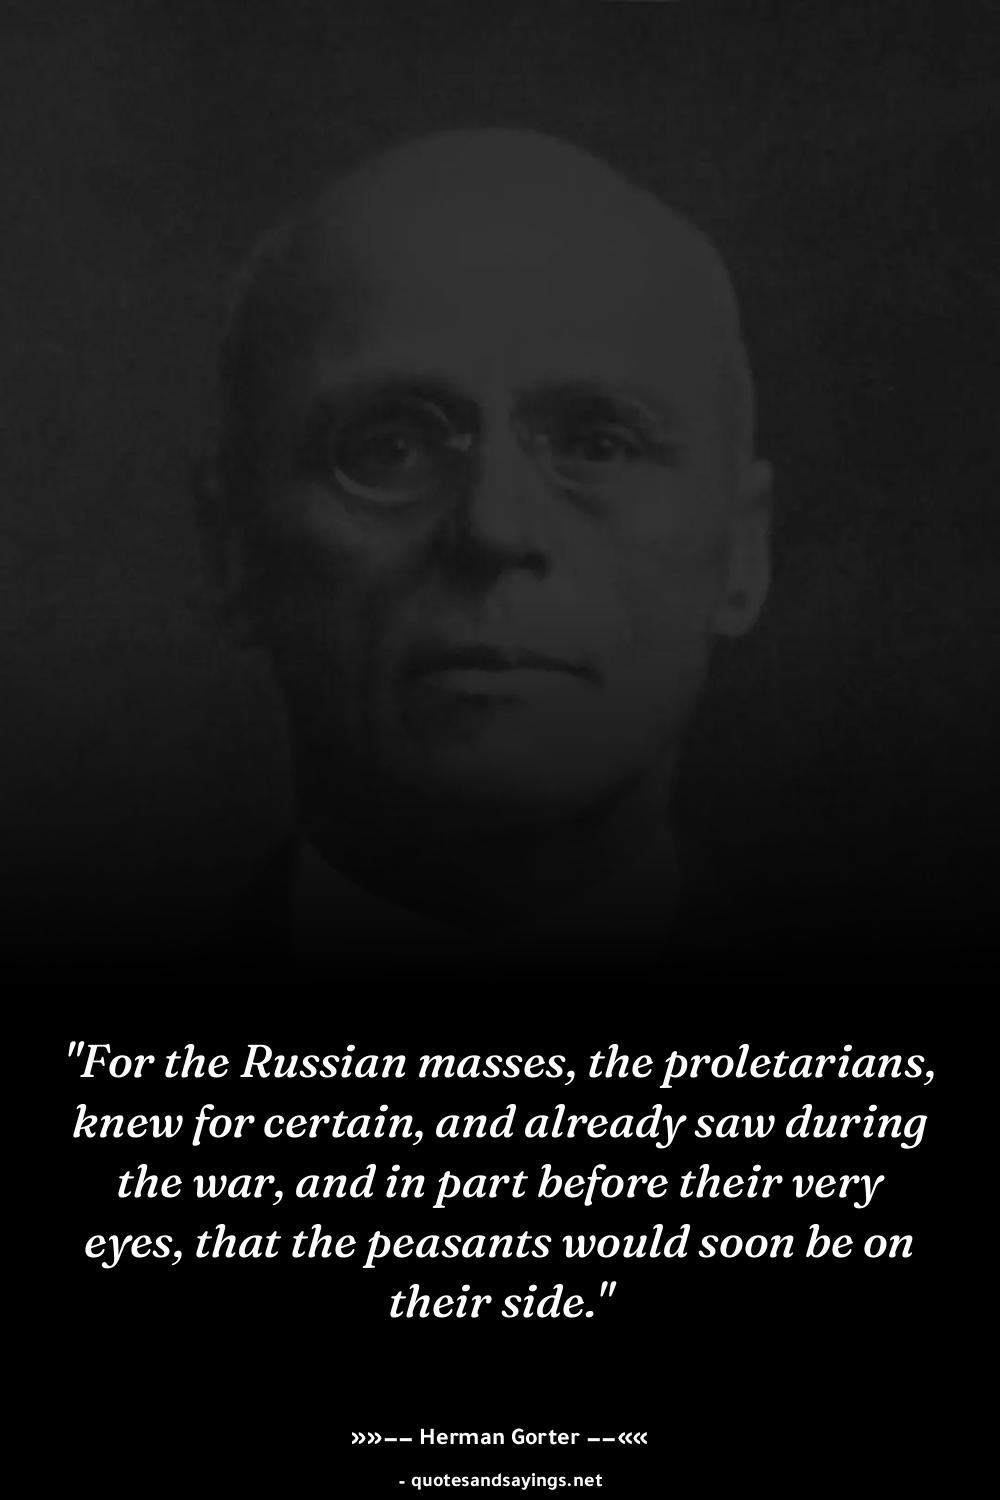 "For the Russian masses, the proletarians,
knew for certain, and already saw during
the war, and in part before their very
eyes, that the peasants would soon be on
their side."
»»–– Herman Gorter ––««
- quotesandsayings.net